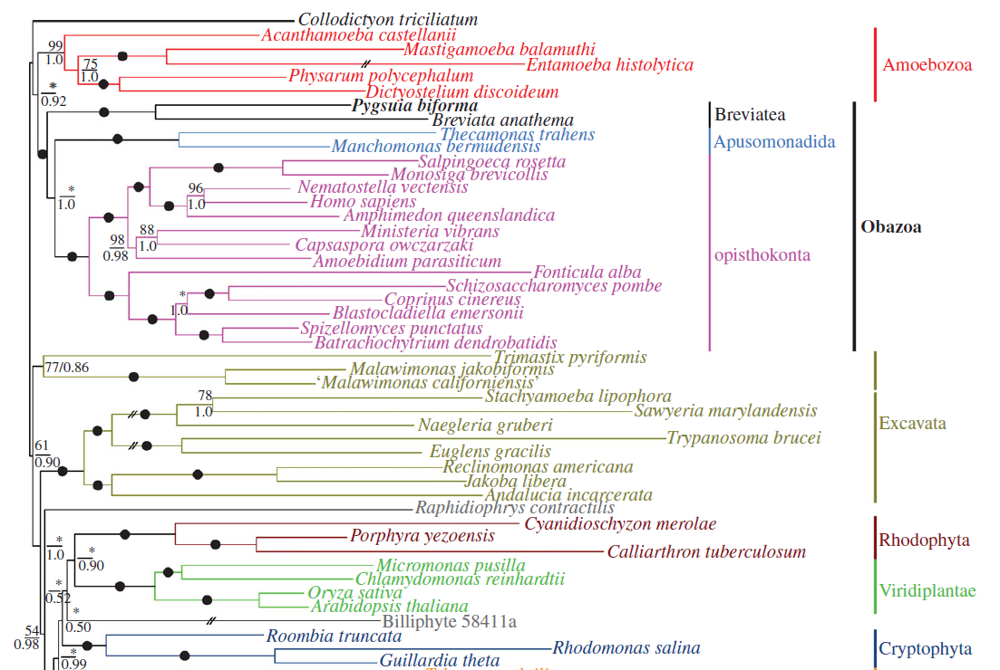 Collodictyon triciliatum
Acanthamoeba castellanii
99
Mastigamoeba balamuthi
1.0
75
Entamoeba histolytica
Amoebozoa
1.0
Physarum polycephalum
*
Dictyostelium discoideum
0.92
Pygsuia biforma
Breviatea
Breviata anathema
Thecamonas trahens
Apusomonadida
Manchomonas bermudensis
Salpingoeca rosetta
Monosiga brevicollis
*
96
Nematostella vectensis
1.0
1.0
Homo sapiens
Amphimedon queenslandica
Obazoa
88
Ministeria vibrans
98
1.0
Capsaspora owczarzaki
0.98
opisthokonta
Amoebidium parasiticum
Fonticula alba
Schizosaccharomyces pombe
*
Coprinus cinereus
1.0
Blastocladiella emersonii
Spizellomyces punctatus
Batrachochytrium dendrobatidis
Trimastix pyriformis
77/0.86
Malawimonas jakobiformis
‘Malawimonas californiensis’
78
Stachyamoeba lipophora
1.0
Sawyeria marylandensis
Naegleria gruberi
Excavata
Trypanosoma brucei
61
Euglens gracilis
0.90
Reclinomonas americana
Jakoba libera
Andalucia incarcerata
Raphidiophrys contractilis
Cyanidioschyzon merolae
*
Porphyra yezoensis
Rhodophyta
1.0
*
Calliarthron tuberculosum
0.90
Micromonas pusilla
Chlamydomonas reinhardtii
*
Oryza sativa
Viridiplantae
0.52
Arabidopsis thaliana
*
Billiphyte 58411a
0.50
54
Roombia truncata
0.98
Rhodomonas salina
Cryptophyta
*
Guillardia theta
0.99